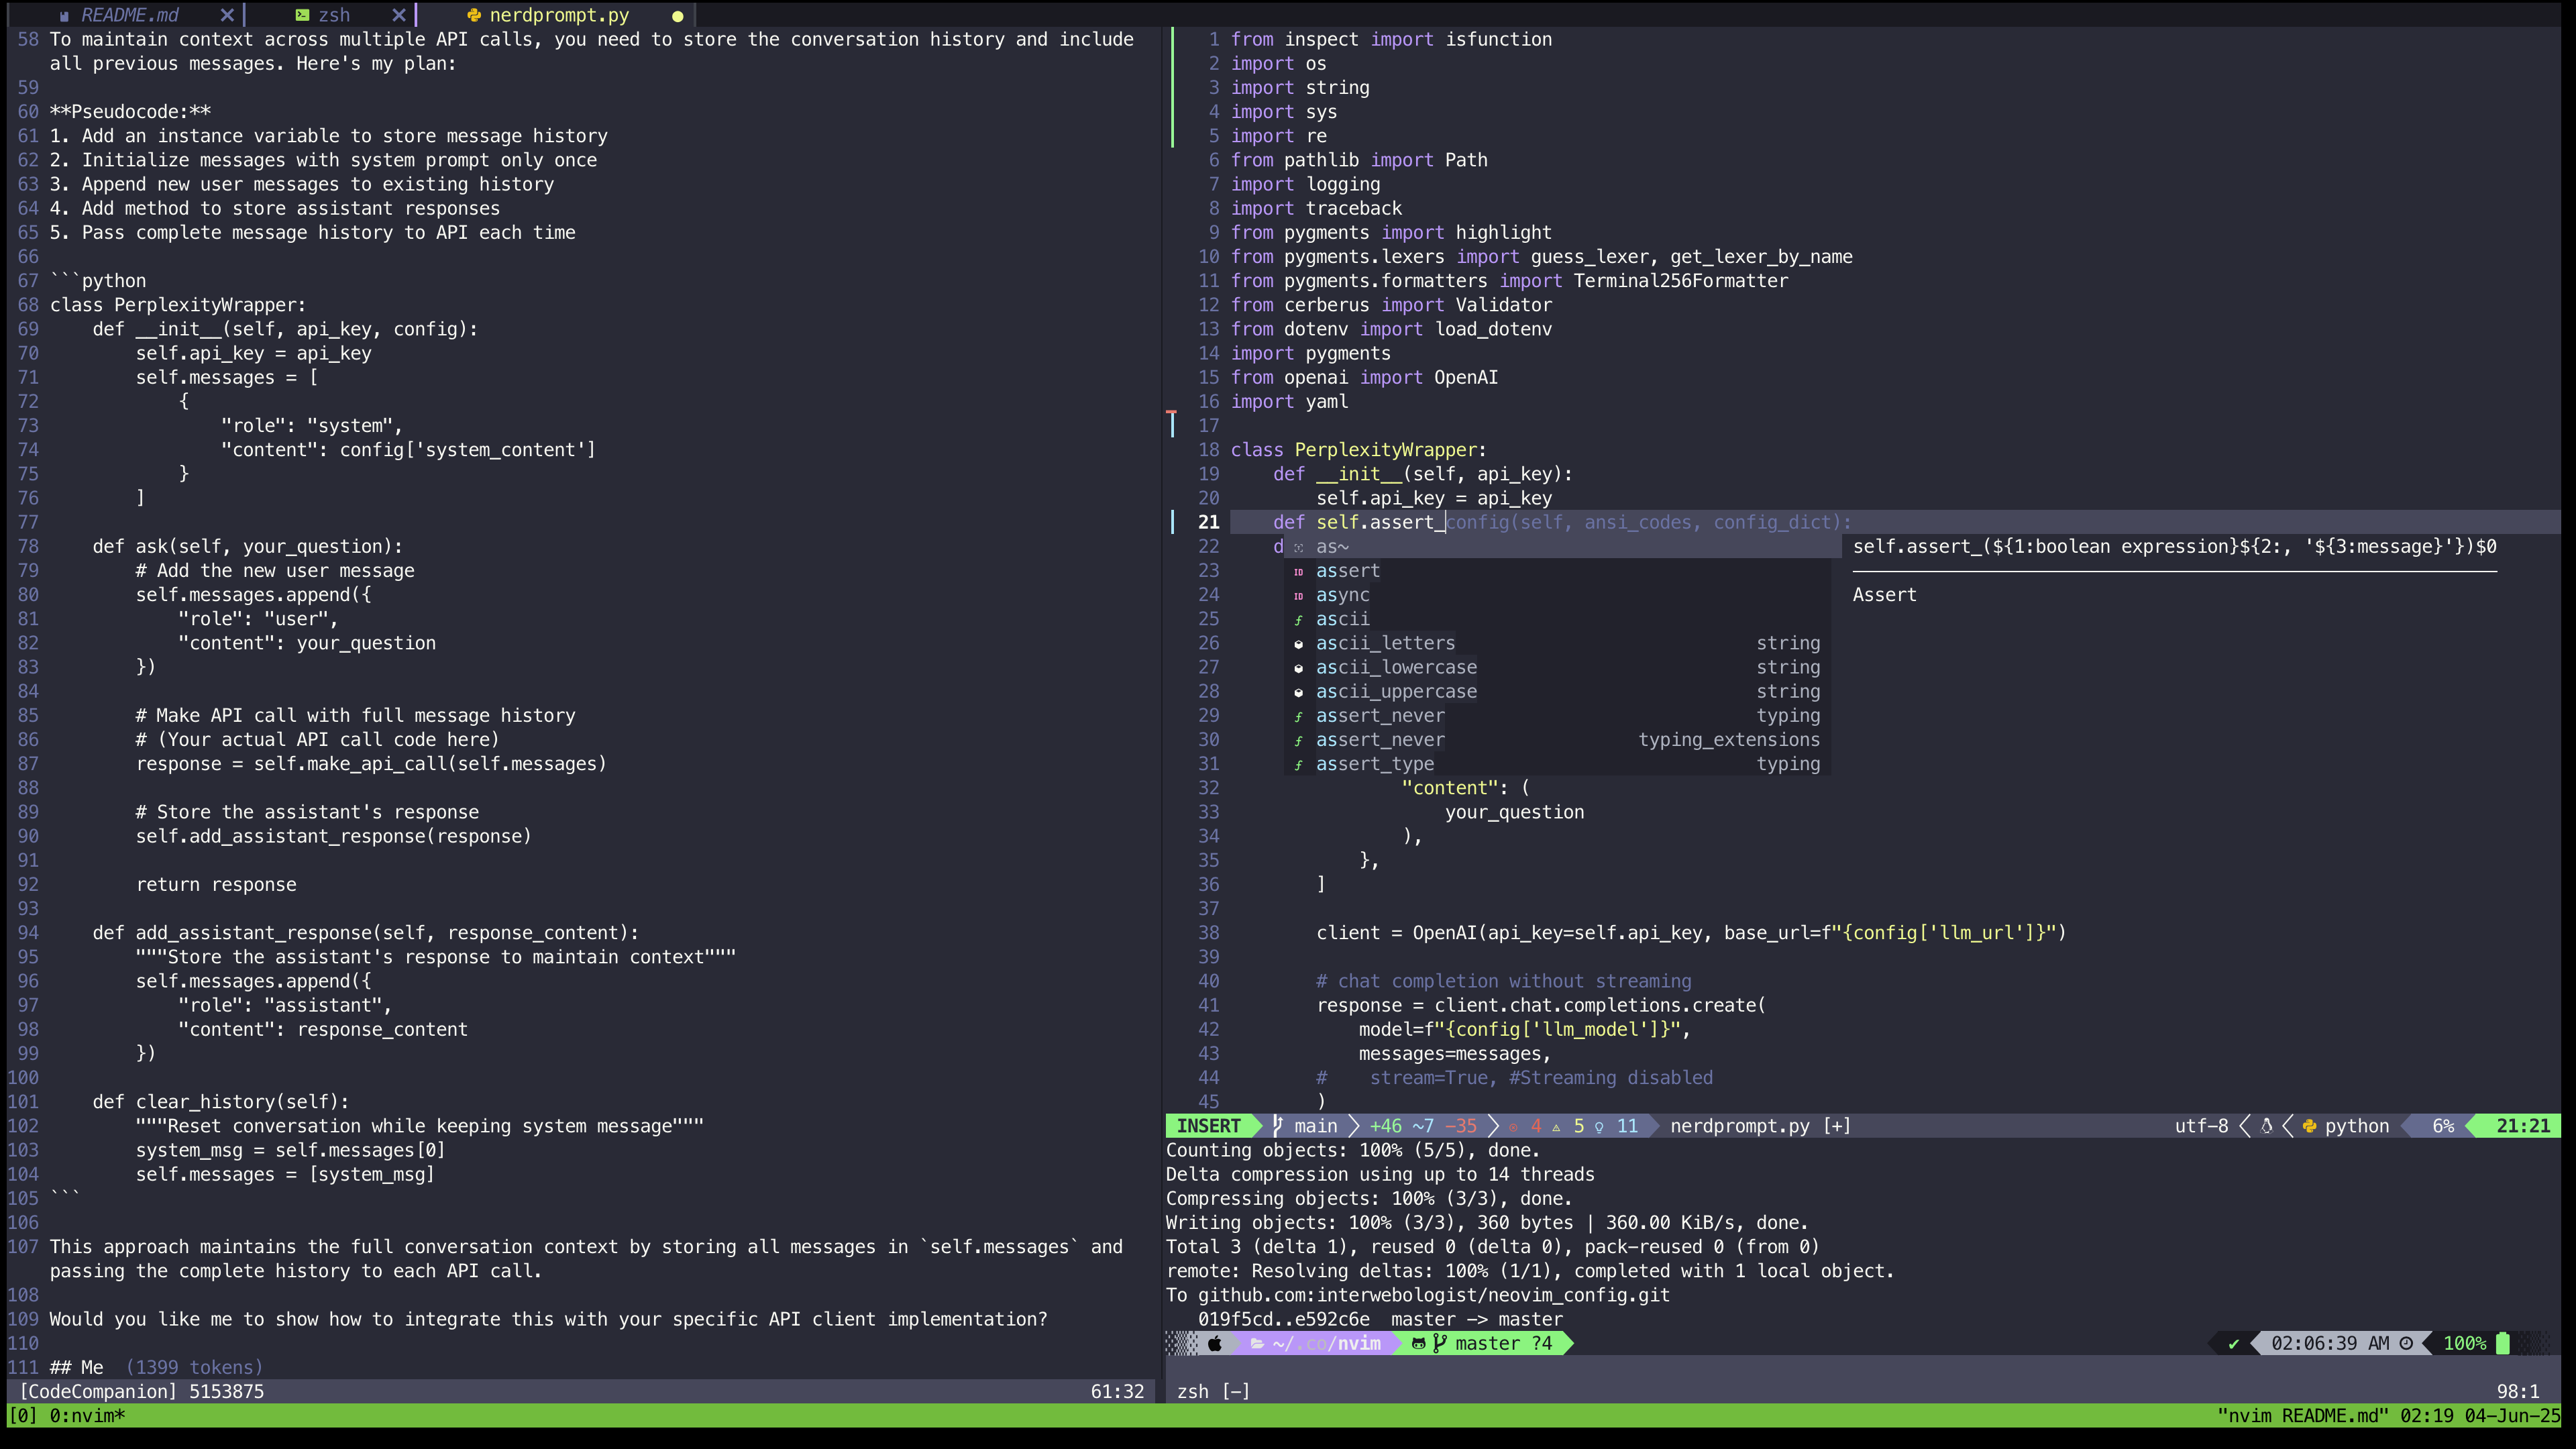 README.md
zsh
nerdprompt.py
58 To maintain context across multiple API calls, you need to store the conversation history and include
all previous messages. Here's my plan:
59
60 **Pseudocode:**
61 1. Add an instance variable to store message history
62 2. Initialize messages with system prompt only once
63 3. Append new user messages to existing history
64 4. Add method to store assistant responses
65 5. Pass complete message history to API each time
66
67 ```python
68 class PerplexityWrapper:
69     def __init__(self, api_key, config):
70         self.api_key = api_key
71         self.messages = [
72             {
73                 "role": "system",
74                 "content": config['system_content']
75             }
76         ]
77
78     def ask(self, your_question):
79         # Add the new user message
80         self.messages.append({
81             "role": "user",
82             "content": your_question
83         })
84
85         # Make API call with full message history
86         # (Your actual API call code here)
87         response = self.make_api_call(self.messages)
88
89         # Store the assistant's response
90         self.add_assistant_response(response)
91
92         return response
93
94     def add_assistant_response(self, response_content):
95         """Store the assistant's response to maintain context"""
96         self.messages.append({
97             "role": "assistant",
98             "content": response_content
99         })
100
101     def clear_history(self):
102         """Reset conversation while keeping system message"""
103         system_msg = self.messages[0]
104         self.messages = [system_msg]
105 ```
106
107 This approach maintains the full conversation context by storing all messages in `self.messages` and
passing the complete history to each API call.
108
109 Would you like me to show how to integrate this with your specific API client implementation?
110
111 ## Me  (1399 tokens)
[CodeCompanion] 5153875 61:32
1 from inspect import isfunction
2 import os
3 import string
4 import sys
5 import re
6 from pathlib import Path
7 import logging
8 import traceback
9 from pygments import highlight
10 from pygments.lexers import guess_lexer, get_lexer_by_name
11 from pygments.formatters import Terminal256Formatter
12 from cerberus import Validator
13 from dotenv import load_dotenv
14 import pygments
15 from openai import OpenAI
16 import yaml
17
18 class PerplexityWrapper:
19     def __init__(self, api_key):
20         self.api_key = api_key
21     def self.assert_config(self, ansi_codes, config_dict):
22     d as~ self.assert_(${1:boolean expression}${2:, '${3:message}'})$0
23 assert
24 async Assert
25 ascii
26 ascii_letters string
27 ascii_lowercase string
28 ascii_uppercase string
29 assert_never typing
30 assert_never typing_extensions
31 assert_type typing
32                 "content": (
33                     your_question
34                 ),
35             },
36         ]
37
38         client = OpenAI(api_key=self.api_key, base_url=f"{config['llm_url']}")
39
40         # chat completion without streaming
41         response = client.chat.completions.create(
42             model=f"{config['llm_model']}",
43             messages=messages,
44         #    stream=True, #Streaming disabled
45         )
INSERT main +46 ~7 -35 4 5 11 nerdprompt.py [+] utf-8 python 6% 21:21
Counting objects: 100% (5/5), done.
Delta compression using up to 14 threads
Compressing objects: 100% (3/3), done.
Writing objects: 100% (3/3), 360 bytes | 360.00 KiB/s, done.
Total 3 (delta 1), reused 0 (delta 0), pack-reused 0 (from 0)
remote: Resolving deltas: 100% (1/1), completed with 1 local object.
To github.com:interwebologist/neovim_config.git
   019f5cd..e592c6e  master -> master
~/.co/nvim master ?4 ✔ 02:06:39 AM 100%
zsh [-] 98:1
[0] 0:nvim* "nvim README.md" 02:19 04-Jun-25